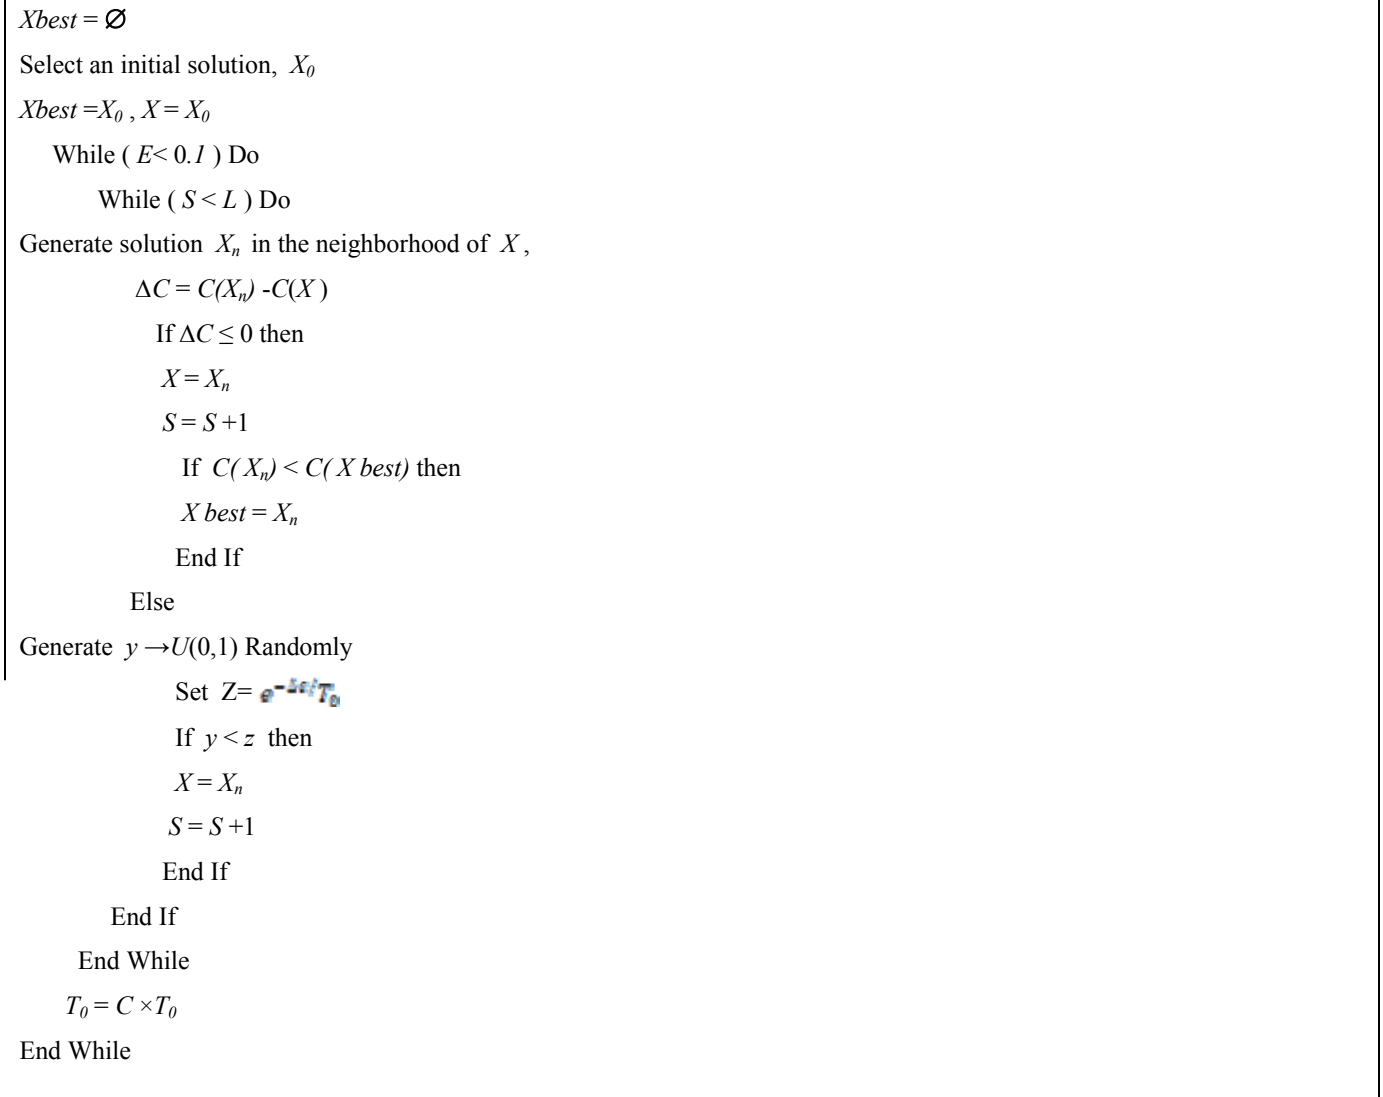 Xbest = ∅
Select an initial solution, X0
Xbest =X0 , X = X0
While ( E< 0.1 ) Do
While ( S < L ) Do
Generate solution Xn in the neighborhood of X ,
ΔC = C(Xn) -C(X )
If ΔC ≤ 0 then
X = Xn
S = S +1
If C( Xn) < C( X best) then
X best = Xn
End If
Else
Generate y →U(0,1) Randomly
Set Z= e^-Δc/T0
If y < z then
X = Xn
S = S +1
End If
End If
End While
T0 = C ×T0
End While